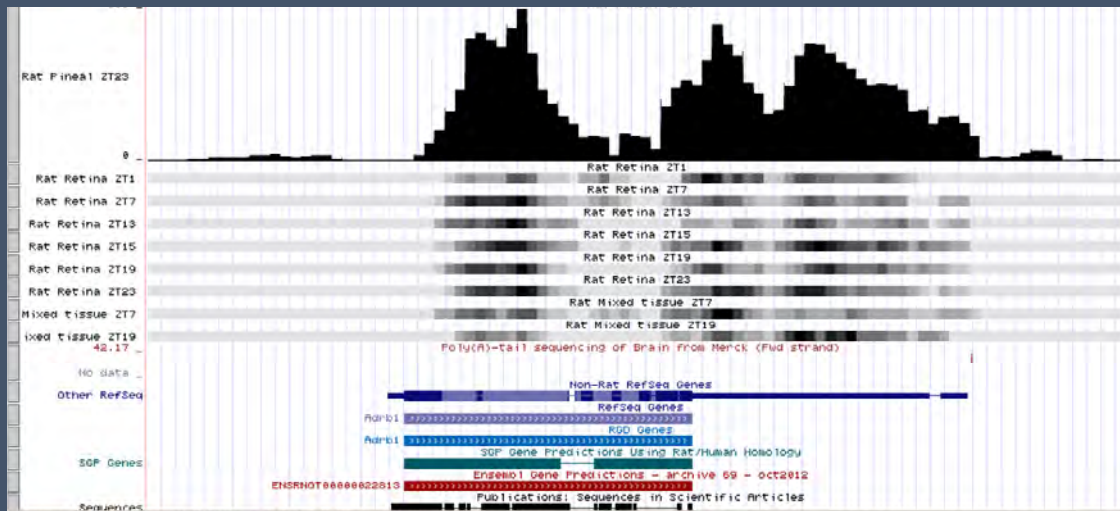 Rat Pineal ZT23
0 _
Rat Retina ZT1
Rat Retina ZT1
Rat Retina ZT7
Rat Retina ZT7
Rat Retina ZT13
Rat Retina ZT13
Rat Retina ZT15
Rat Retina ZT15
Rat Retina ZT19
Rat Retina ZT19
Rat Retina ZT23
Rat Retina ZT23
Rat Mixed tissue ZT7
Mixed tissue ZT7
Rat Mixed tissue ZT19
ixed tissue ZT19
42.17 _ Poly(A)-tail sequencing of Brain from Merck (Fwd strand)
No data _
Non-Rat RefSeq Genes
Other RefSeq
RefSeq Genes
Adrb1
RGD Genes
Adrb1
SGP Gene Predictions Using Rat/Human Homology
SGP Genes
Ensembl Gene Predictions - archive 69 - oct2012
ENSRNOT00000022813
Publications: Sequences in Scientific Articles
Sequences